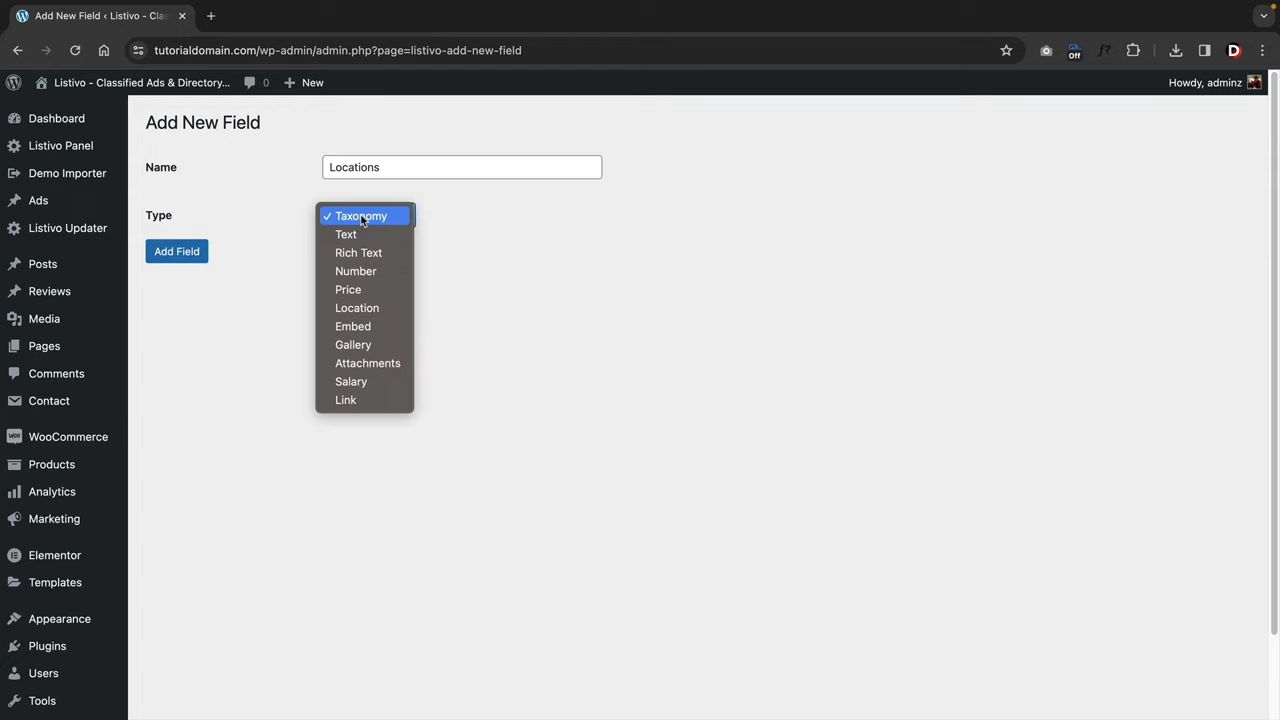 Add New Field ‹ Listivo – Clas
tutorialdomain.com/wp-admin/admin.php?page=listivo-add-new-field
Off
f?
D
Listivo - Classified Ads & Directory...
0
New
Howdy, adminz
Dashboard
Listivo Panel
Demo Importer
Ads
Listivo Updater
Posts
Reviews
Media
Pages
Comments
Contact
WooCommerce
Products
Analytics
Marketing
Elementor
Templates
Appearance
Plugins
Users
Tools
Add New Field
Name
Locations
Type
Taxonomy
Text
Rich Text
Number
Price
Location
Embed
Gallery
Attachments
Salary
Link
Add Field